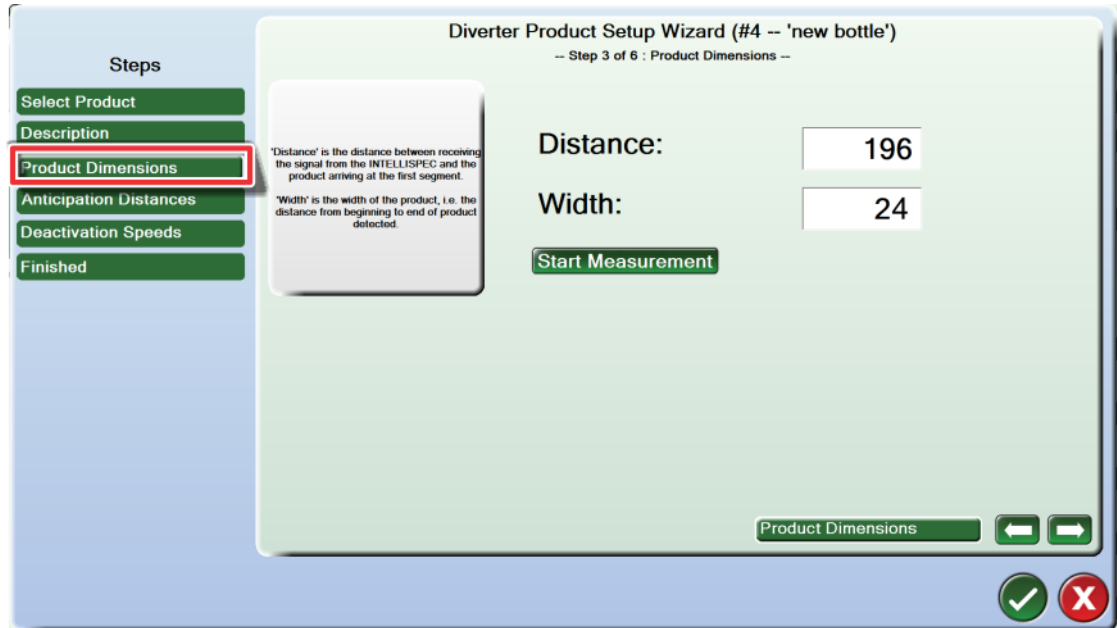 Diverter Product Setup Wizard (#4 -- 'new bottle')
-- Step 3 of 6 : Product Dimensions --
Steps
Select Product
Description
Product Dimensions
Anticipation Distances
Deactivation Speeds
Finished
'Distance' is the distance between receiving
the signal from the INTELLISPEC and the
product arriving at the first segment.
'Width' is the width of the product, i.e. the
distance from beginning to end of product
detected.
Distance:
196
Width:
24
Start Measurement
Product Dimensions
X